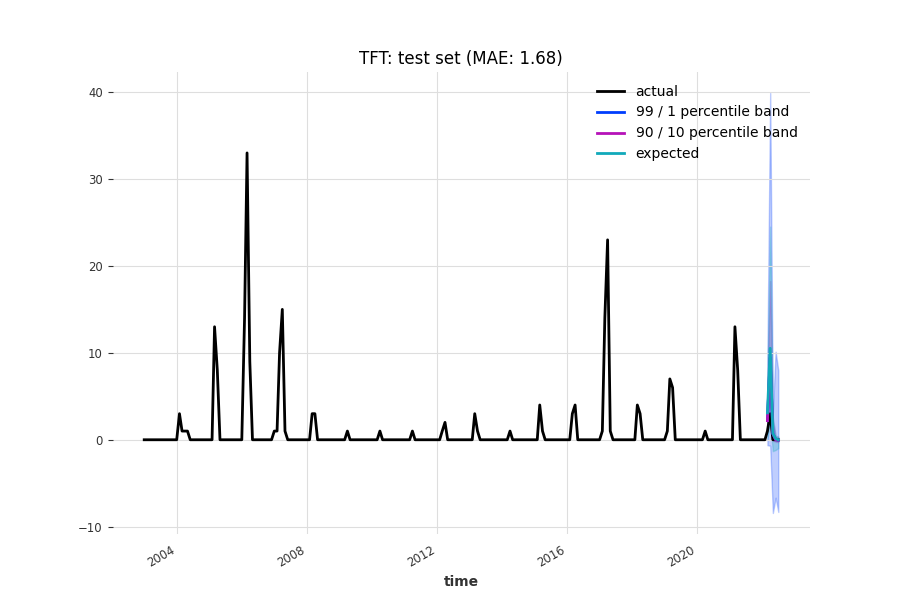 TFT: test set (MAE: 1.68)
actual
99 / 1 percentile band
90 / 10 percentile band
expected
40
30
20
10
0
−10
2004
2008
2012
2016
2020
time